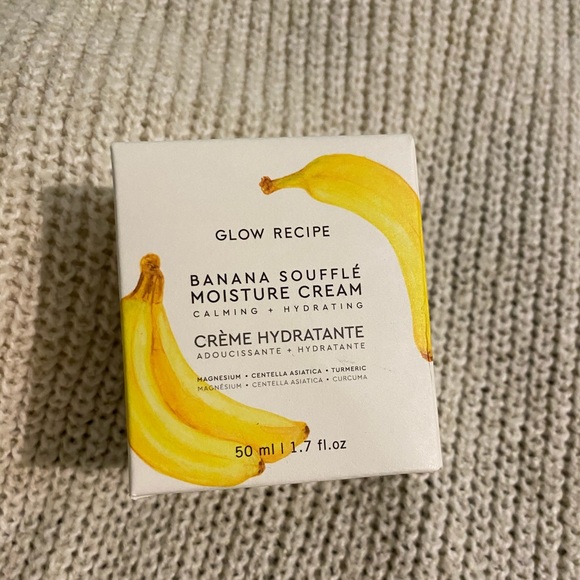 GLOW RECIPE
BANANA SOUFFLÉ
MOISTURE CREAM
CALMING + HYDRATING
CRÈME HYDRATANTE
ADOUCISSANTE + HYDRATANTE
MAGNESIUM • CENTELLA ASIATICA • TURMERIC
MAGNÉSIUM • CENTELLA ASIATICA • CURCUMA
50 ml | 1.7 fl.oz